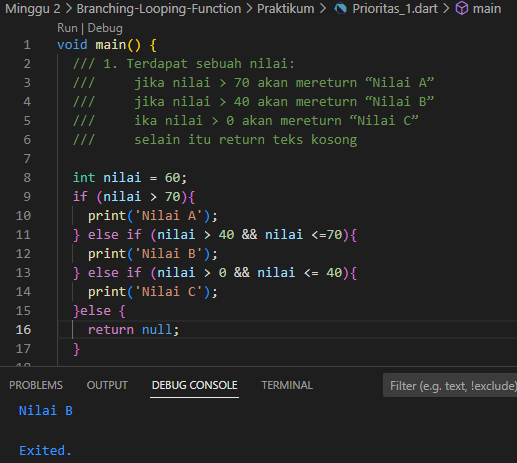 Minggu 2 > Branching-Looping-Function > Praktikum > Prioritas_1.dart > main
Run | Debug
1 void main() {
2 /// 1. Terdapat sebuah nilai:
3 ///     jika nilai > 70 akan mereturn “Nilai A”
4 ///     jika nilai > 40 akan mereturn “Nilai B”
5 ///     ika nilai > 0 akan mereturn “Nilai C”
6 ///     selain itu return teks kosong
7
8 int nilai = 60;
9 if (nilai > 70){
10 print('Nilai A');
11 } else if (nilai > 40 && nilai <=70){
12 print('Nilai B');
13 } else if (nilai > 0 && nilai <= 40){
14 print('Nilai C');
15 }else {
16 return null;
17 }
18
PROBLEMS OUTPUT DEBUG CONSOLE TERMINAL Filter (e.g. text, !exclude)
Nilai B
Exited.